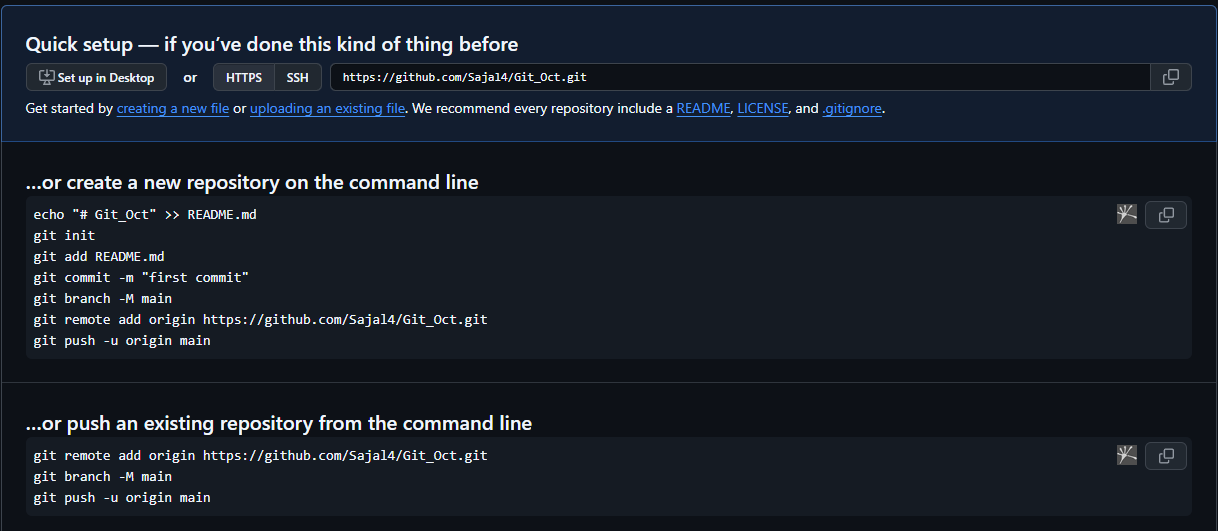 Quick setup — if you’ve done this kind of thing before
Set up in Desktop or HTTPS SSH https://github.com/Sajal4/Git_Oct.git
Get started by creating a new file or uploading an existing file. We recommend every repository include a README, LICENSE, and .gitignore.
…or create a new repository on the command line
echo "# Git_Oct" >> README.md
git init
git add README.md
git commit -m "first commit"
git branch -M main
git remote add origin https://github.com/Sajal4/Git_Oct.git
git push -u origin main
…or push an existing repository from the command line
git remote add origin https://github.com/Sajal4/Git_Oct.git
git branch -M main
git push -u origin main